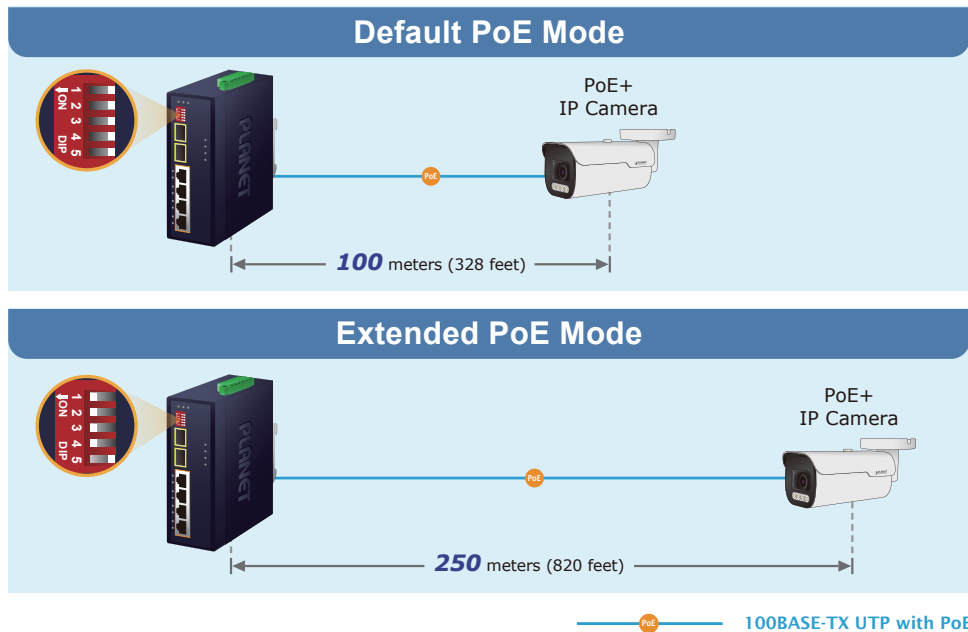 Default PoE Mode
1 2 3 4 5
ON DIP
PLANET
PoE+
IP Camera
PoE
100 meters (328 feet)
Extended PoE Mode
1 2 3 4 5
ON DIP
PLANET
PoE+
IP Camera
PoE
250 meters (820 feet)
PoE
100BASE-TX UTP with PoE